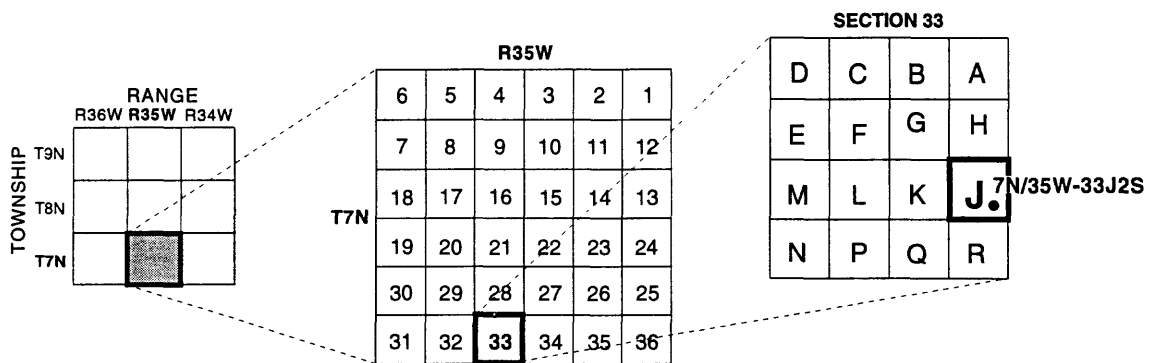 RANGE
R36W R35W R34W
TOWNSHIP
T9N
T8N
T7N
R35W
T7N
6 5 4 3 2 1
7 8 9 10 11 12
18 17 16 15 14 13
19 20 21 22 23 24
30 29 28 27 26 25
31 32 33 34 35 36
SECTION 33
D C B A
E F G H
M L K J.
7N/35W-33J2S
N P Q R